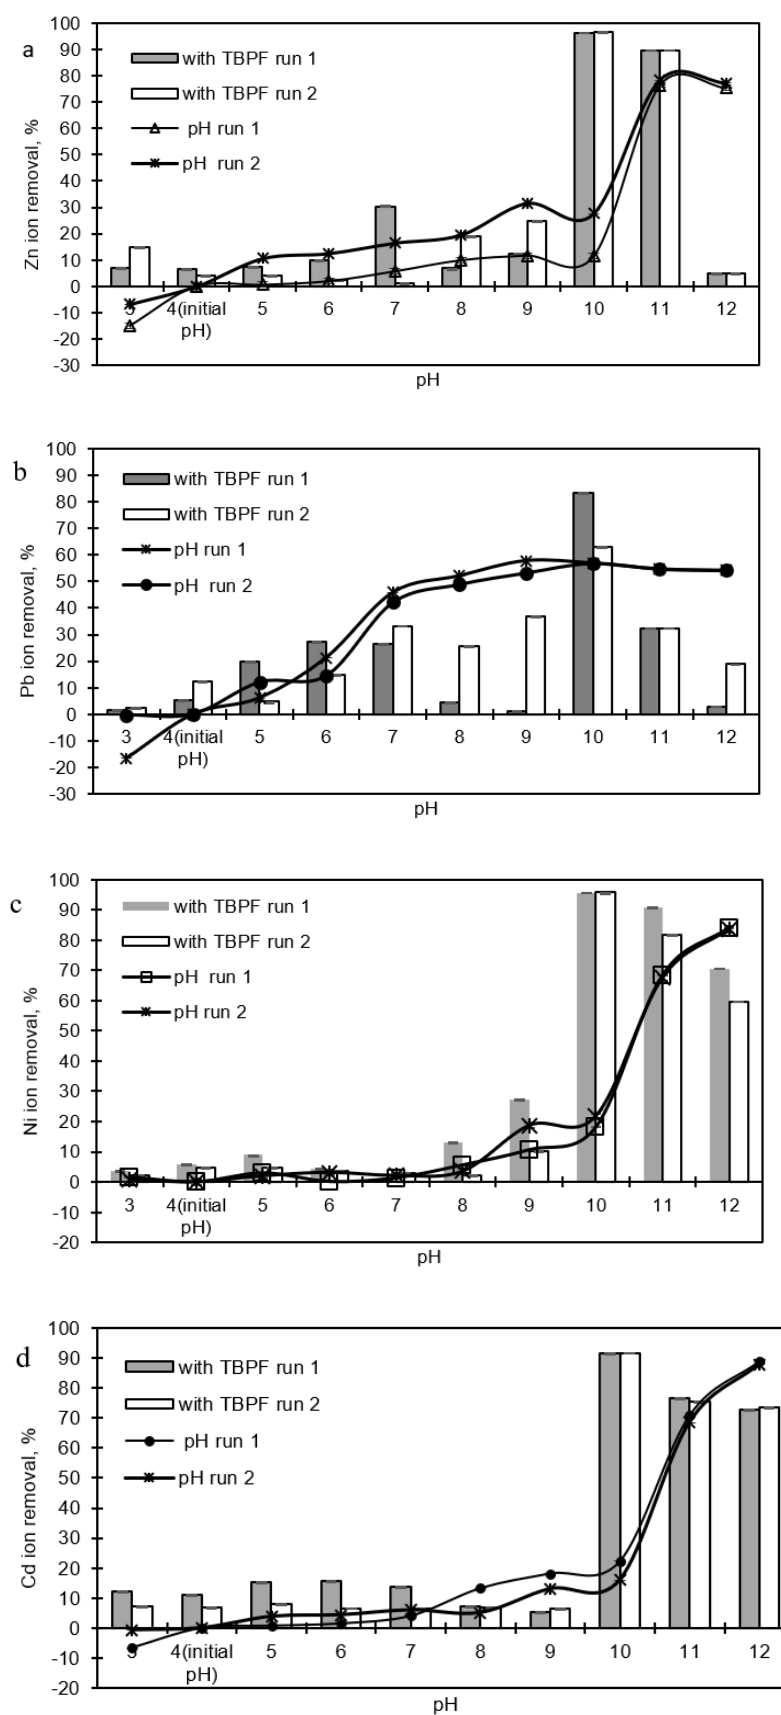 a
100
90
80
70
60
50
40
30
20
10
0
-10
-20
-30
Zn ion removal, %
with TBPF run 1
with TBPF run 2
pH run 1
pH run 2
3 4(initial pH) 5 6 7 8 9 10 11 12
pH
b
100
90
80
70
60
50
40
30
20
10
0
-10
-20
-30
Pb ion removal, %
with TBPF run 1
with TBPF run 2
pH run 1
pH run 2
3 4(initial pH) 5 6 7 8 9 10 11 12
pH
c
100
90
80
70
60
50
40
30
20
10
0
-10
-20
Ni ion removal, %
with TBPF run 1
with TBPF run 2
pH run 1
pH run 2
3 4(initial pH) 5 6 7 8 9 10 11 12
pH
d
100
90
80
70
60
50
40
30
20
10
0
-10
-20
Cd ion removal, %
with TBPF run 1
with TBPF run 2
pH run 1
pH run 2
3 4(initial pH) 5 6 7 8 9 10 11 12
pH